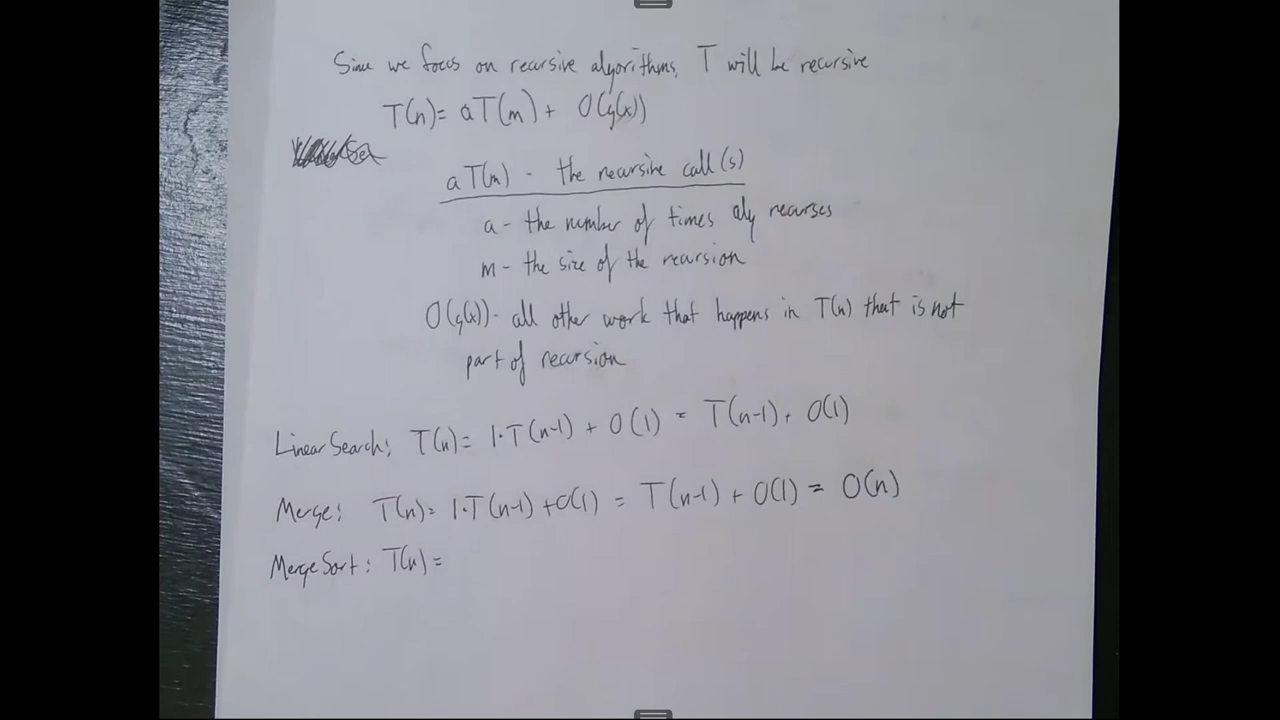 Since we focus on recursive algorithms, T will be recursive
T(n)= aT(m) + O(g(x))
aT(m) - the recursive call(s)
a - the number of times alg recurses
m - the size of the recursion
O(g(x)) - all other work that happens in T(n) that is not
part of recursion
Linear Search: T(n)= 1·T(n-1) + O(1) = T(n-1) + O(1)
Merge: T(n)= 1·T(n-1) + O(1) = T(n-1) + O(1) = O(n)
Merge Sort: T(n) =